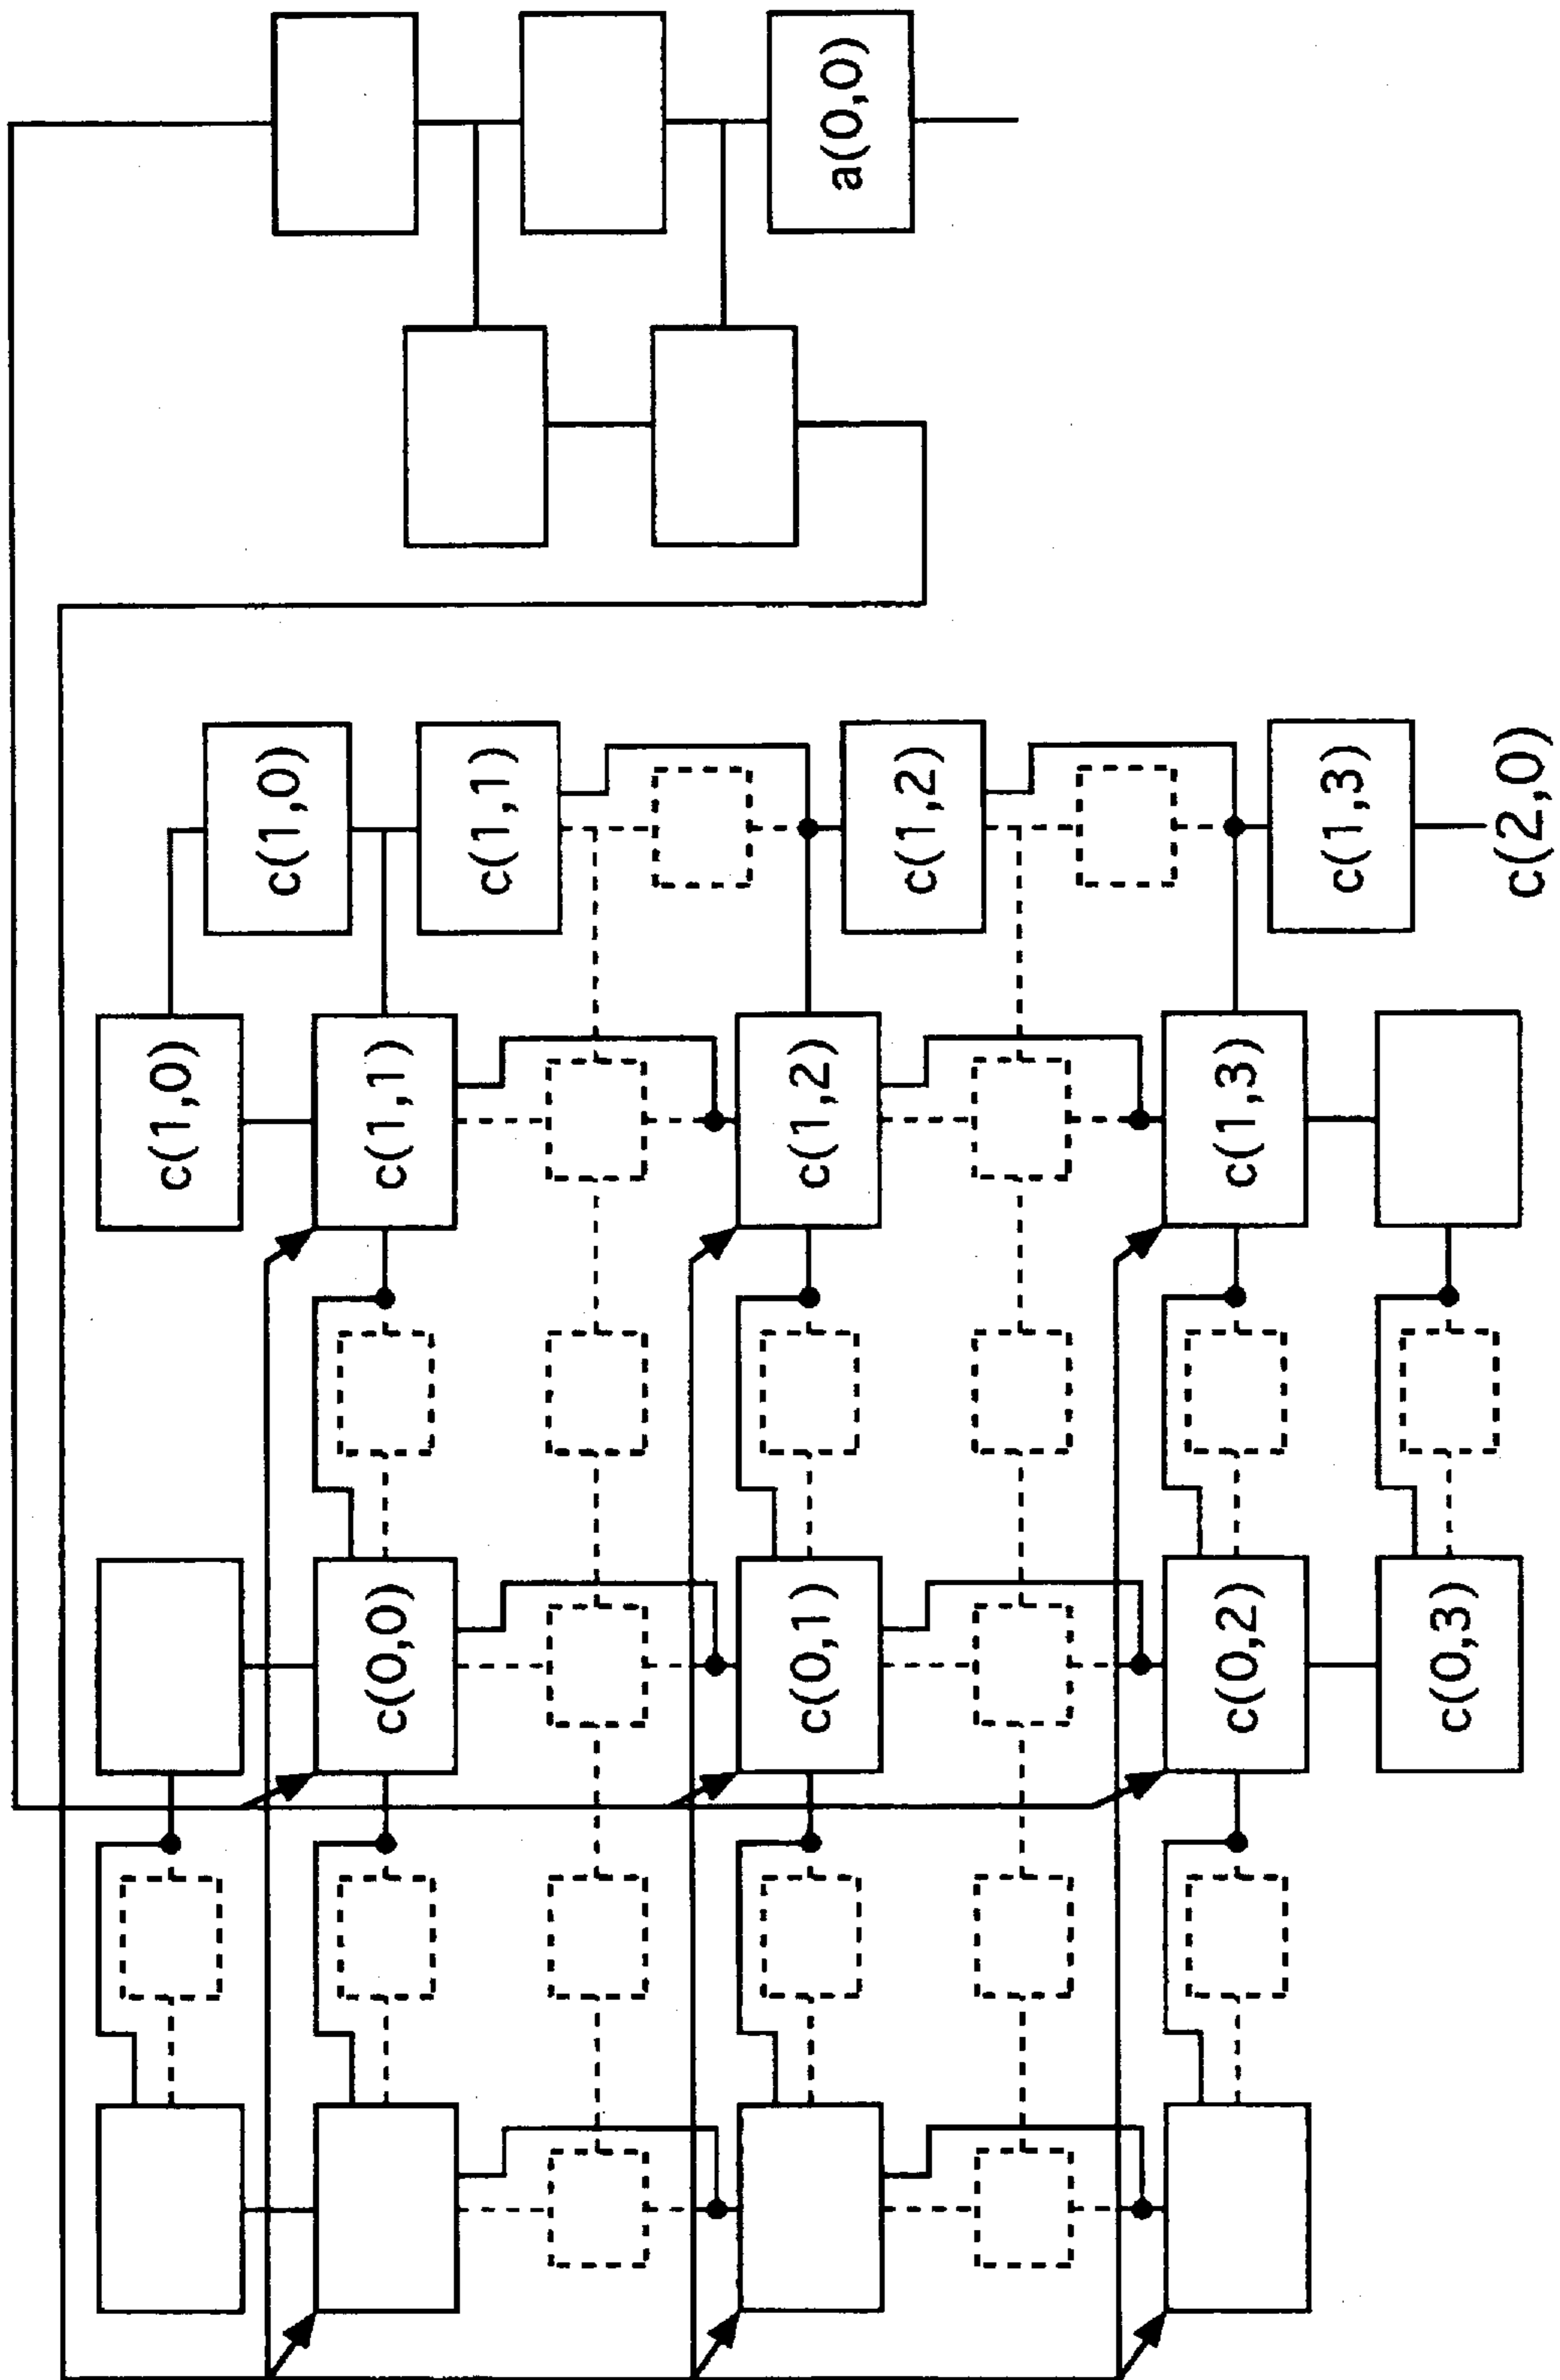 c(1,0)
c(1,0)
c(0,0)
c(1,1)
c(1,1)
c(0,1)
c(1,2)
a(0,0)
c(1,2)
c(0,2)
c(1,3)
c(1,3)
c(0,3)
c(2,0)